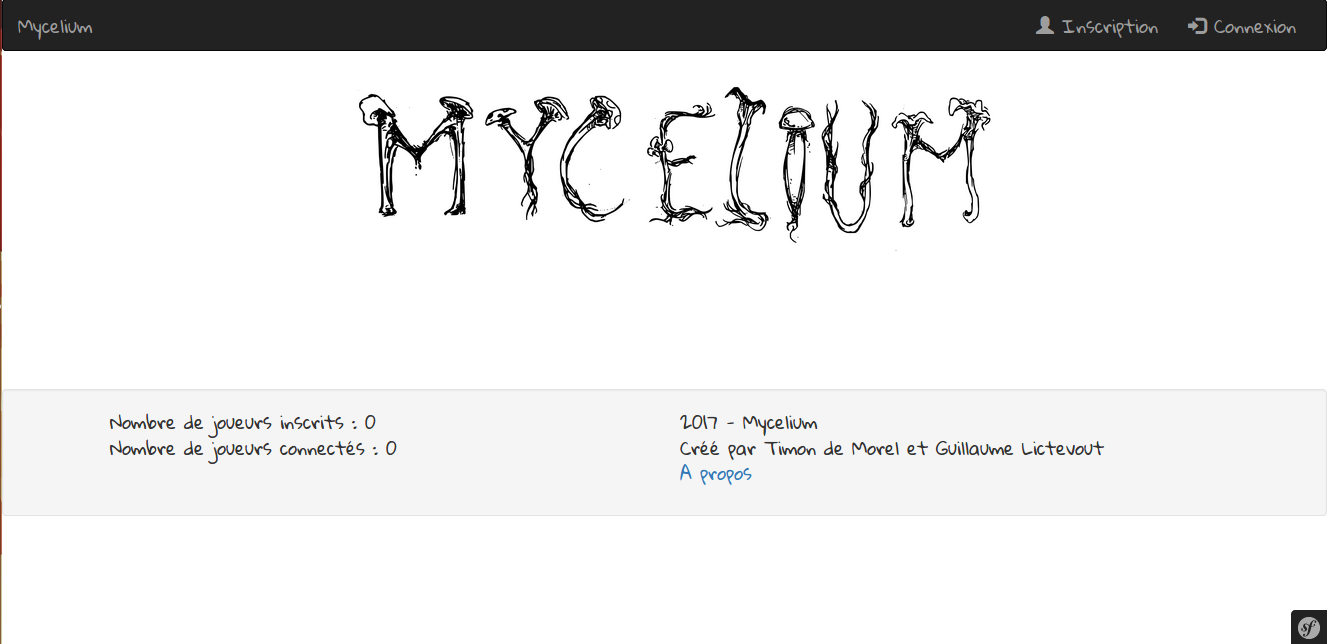 Mycelium
Inscription
Connexion
MYCELIUM
Nombre de joueurs inscrits : 0
Nombre de joueurs connectés : 0
2017 - Mycelium
Créé par Timon de Morel et Guillaume Lictevout
A propos
sf